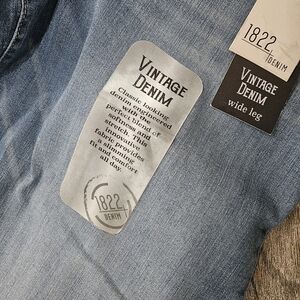 1822
DENIM
VINTAGE
DENIM
wide leg
VINTAGE
DENIM
Classic looking
denim engineered
with the
perfect blend of
softness and
stretch. This
innovative
fabric provides
a slimming
fit and comfort
all day.
1822
DENIM